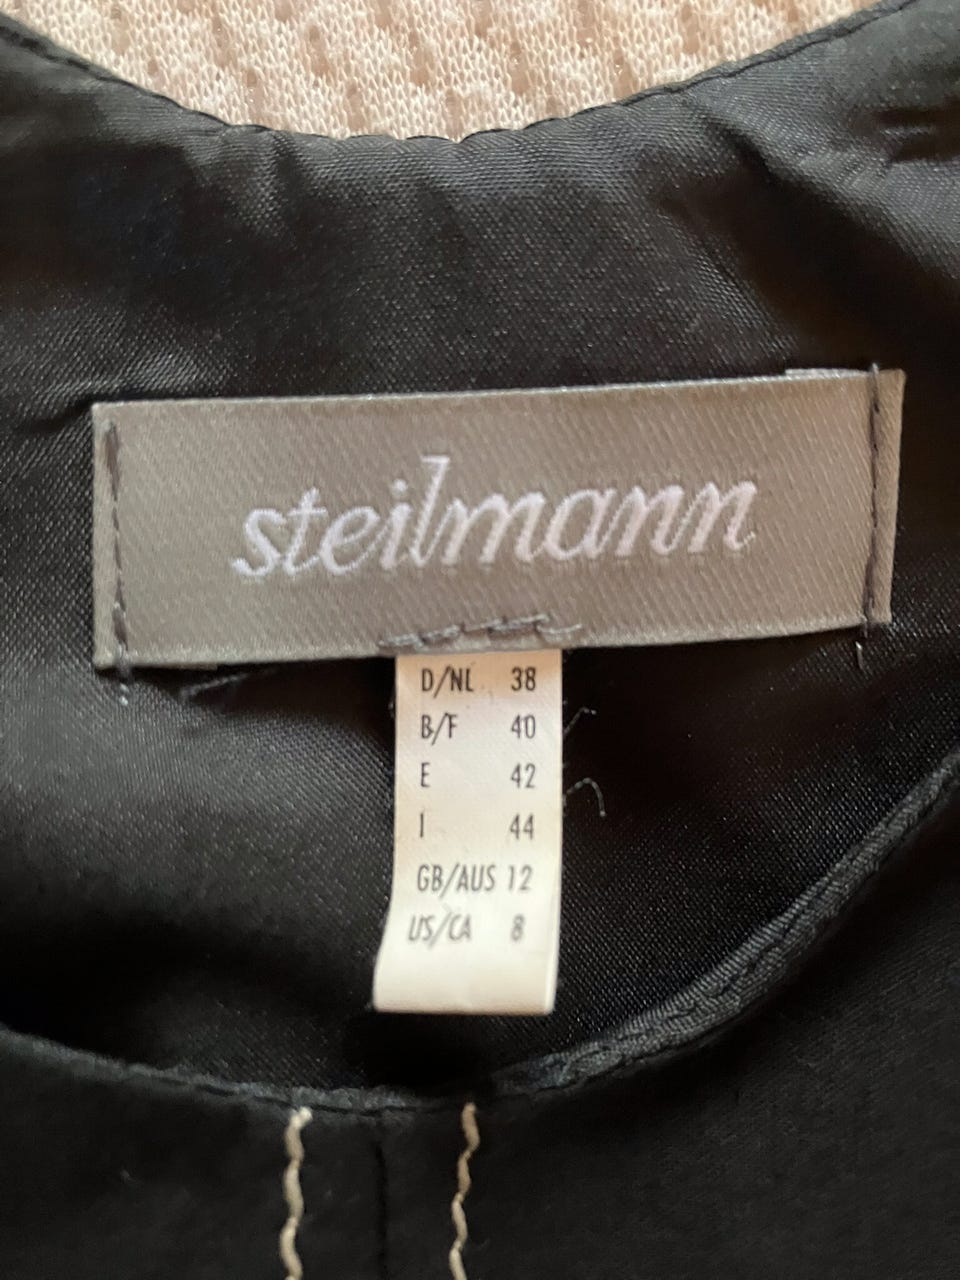 steilmann
D/NL 38
B/F 40
E 42
I 44
GB/AUS 12
US/CA 8